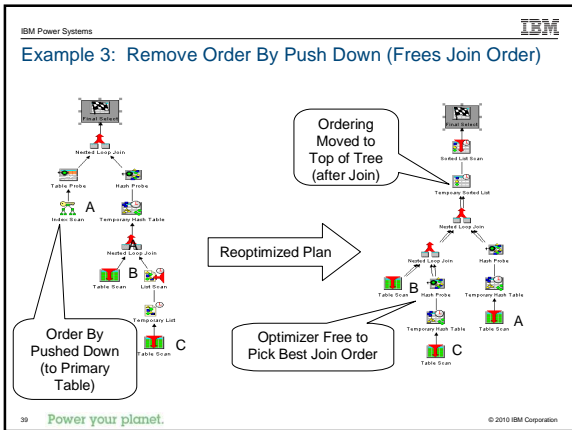 IBM Power Systems
IBM
Example 3: Remove Order By Push Down (Frees Join Order)
Final Select
Nested Loop Join
Table Probe
Hash Probe
Index Scan
A
Temporary Hash Table
A
Nested Loop Join
B
Table Scan
List Scan
Temporary List
C
Table Scan
Order By
Pushed Down
(to Primary
Table)
Reoptimized Plan
Ordering
Moved to
Top of Tree
(after Join)
Final Select
Sorted List Scan
Temporary Sorted List
Nested Loop Join
Nested Loop Join
Hash Probe
Table Scan
B
Hash Probe
Temporary Hash Table
Temporary Hash Table
Table Scan
A
C
Table Scan
Optimizer Free to
Pick Best Join Order
39
Power your planet.
© 2010 IBM Corporation